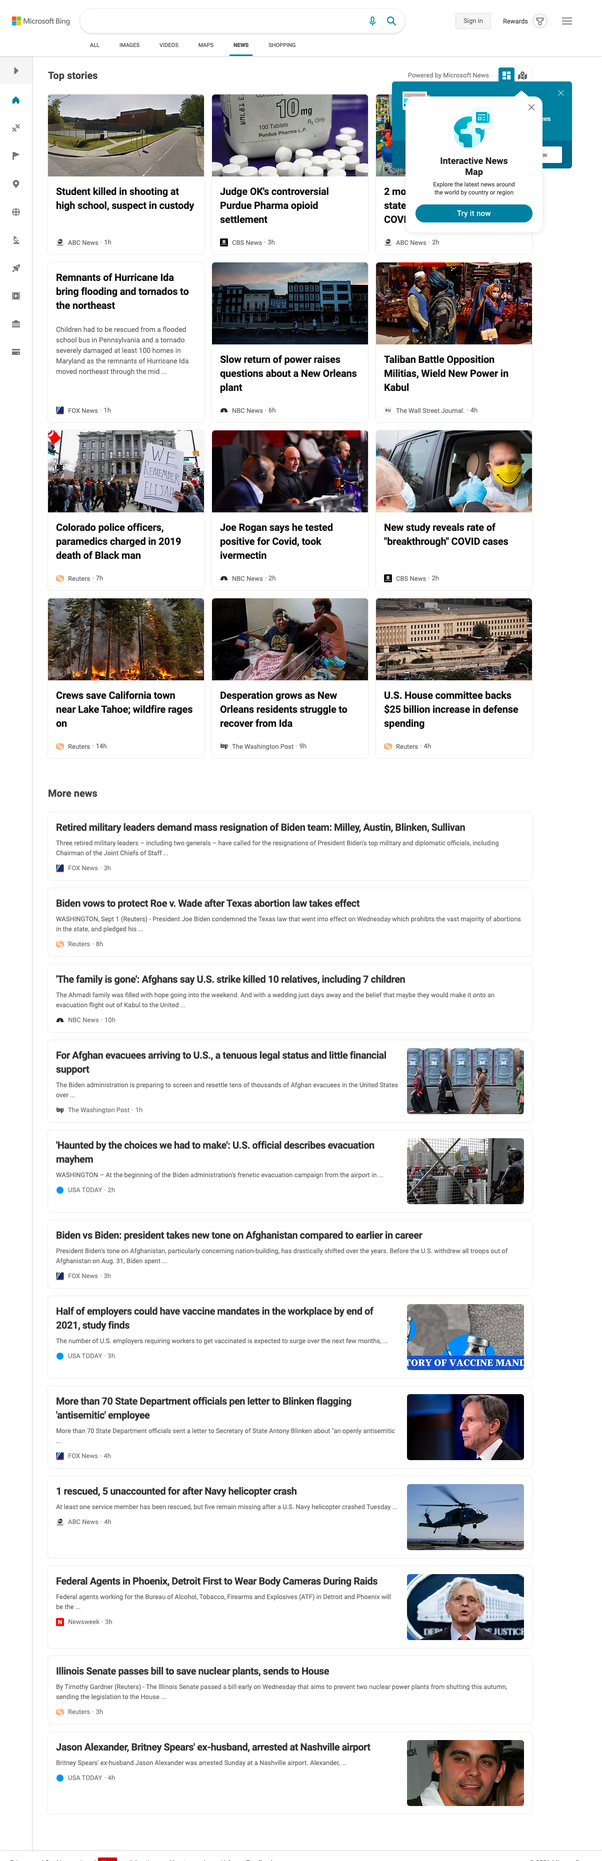 Microsoft Bing
Sign in
Rewards
ALL
IMAGES
VIDEOS
MAPS
NEWS
SHOPPING
Top stories
Powered by Microsoft News
Interactive News
Map
Explore the latest news around
the world by country or region
Try it now
10mg
100 Tablets
Rx Only
Purdue Pharma L.P.
Student killed in shooting at
high school, suspect in custody
ABC News · 1h
Judge OK's controversial
Purdue Pharma opioid
settlement
CBS News · 3h
2 mo
state
COVI
ABC News · 2h
Remnants of Hurricane Ida
bring flooding and tornados to
the northeast
Children had to be rescued from a flooded
school bus in Pennsylvania and a tornado
severely damaged at least 100 homes in
Maryland as the remnants of Hurricane Ida
moved northeast through the mid ...
FOX News · 1h
Slow return of power raises
questions about a New Orleans
plant
NBC News · 6h
Taliban Battle Opposition
Militias, Wield New Power in
Kabul
The Wall Street Journal. · 4h
WE
REMEMBER
ELIJAH
Colorado police officers,
paramedics charged in 2019
death of Black man
Reuters · 7h
Joe Rogan says he tested
positive for Covid, took
ivermectin
NBC News · 2h
New study reveals rate of
"breakthrough" COVID cases
CBS News · 2h
Crews save California town
near Lake Tahoe; wildfire rages
on
Reuters · 14h
Desperation grows as New
Orleans residents struggle to
recover from Ida
The Washington Post · 9h
U.S. House committee backs
$25 billion increase in defense
spending
Reuters · 4h
More news
Retired military leaders demand mass resignation of Biden team: Milley, Austin, Blinken, Sullivan
Three retired military leaders – including two generals – have called for the resignations of President Biden's top military and diplomatic officials, including
Chairman of the Joint Chiefs of Staff ...
FOX News · 3h
Biden vows to protect Roe v. Wade after Texas abortion law takes effect
WASHINGTON, Sept 1 (Reuters) - President Joe Biden condemned the Texas law that went into effect on Wednesday which prohibits the vast majority of abortions
in the state, and pledged his ...
Reuters · 8h
'The family is gone': Afghans say U.S. strike killed 10 relatives, including 7 children
The Ahmadi family was filled with hope going into the weekend. And with a wedding just days away and the belief that maybe they would make it onto an
evacuation flight out of Kabul to the United ...
NBC News · 10h
For Afghan evacuees arriving to U.S., a tenuous legal status and little financial
support
The Biden administration is preparing to screen and resettle tens of thousands of Afghan evacuees in the United States
over ...
The Washington Post · 1h
'Haunted by the choices we had to make': U.S. official describes evacuation
mayhem
WASHINGTON – At the beginning of the Biden administration's frenetic evacuation campaign from the airport in ...
USA TODAY · 2h
Biden vs Biden: president takes new tone on Afghanistan compared to earlier in career
President Biden's tone on Afghanistan, particularly concerning nation-building, has drastically shifted over the years. Before the U.S. withdrew all troops out of
Afghanistan on Aug. 31, Biden spent ...
FOX News · 3h
Half of employers could have vaccine mandates in the workplace by end of
2021, study finds
The number of U.S. employers requiring workers to get vaccinated is expected to surge over the next few months, ...
USA TODAY · 3h
TORY OF VACCINE MAND
More than 70 State Department officials pen letter to Blinken flagging
'antisemitic' employee
More than 70 State Department officials sent a letter to Secretary of State Antony Blinken about "an openly antisemitic
...
FOX News · 4h
1 rescued, 5 unaccounted for after Navy helicopter crash
At least one service member has been rescued, but five remain missing after a U.S. Navy helicopter crashed Tuesday ...
ABC News · 4h
Federal Agents in Phoenix, Detroit First to Wear Body Cameras During Raids
Federal agents working for the Bureau of Alcohol, Tobacco, Firearms and Explosives (ATF) in Detroit and Phoenix will
be the ...
Newsweek · 3h
Illinois Senate passes bill to save nuclear plants, sends to House
By Timothy Gardner (Reuters) - The Illinois Senate passed a bill early on Wednesday that aims to prevent two nuclear power plants from shutting this autumn,
sending the legislation to the House ...
Reuters · 3h
Jason Alexander, Britney Spears' ex-husband, arrested at Nashville airport
Britney Spears' ex-husband Jason Alexander was arrested Sunday at a Nashville airport. Alexander, ...
USA TODAY · 4h